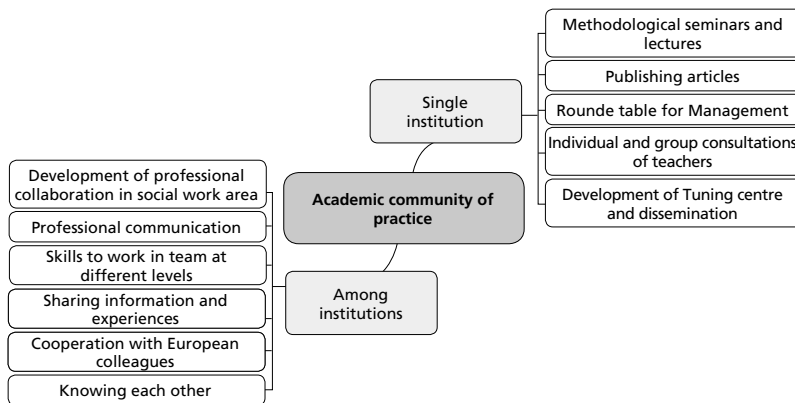 Methodological seminars and
lectures
Publishing articles
Rounde table for Management
Individual and group consultations
of teachers
Development of Tuning centre
and dissemination
Single
institution
Academic community of
practice
Among
institutions
Development of professional
collaboration in social work area
Professional communication
Skills to work in team at
different levels
Sharing information and
experiences
Cooperation with European
colleagues
Knowing each other